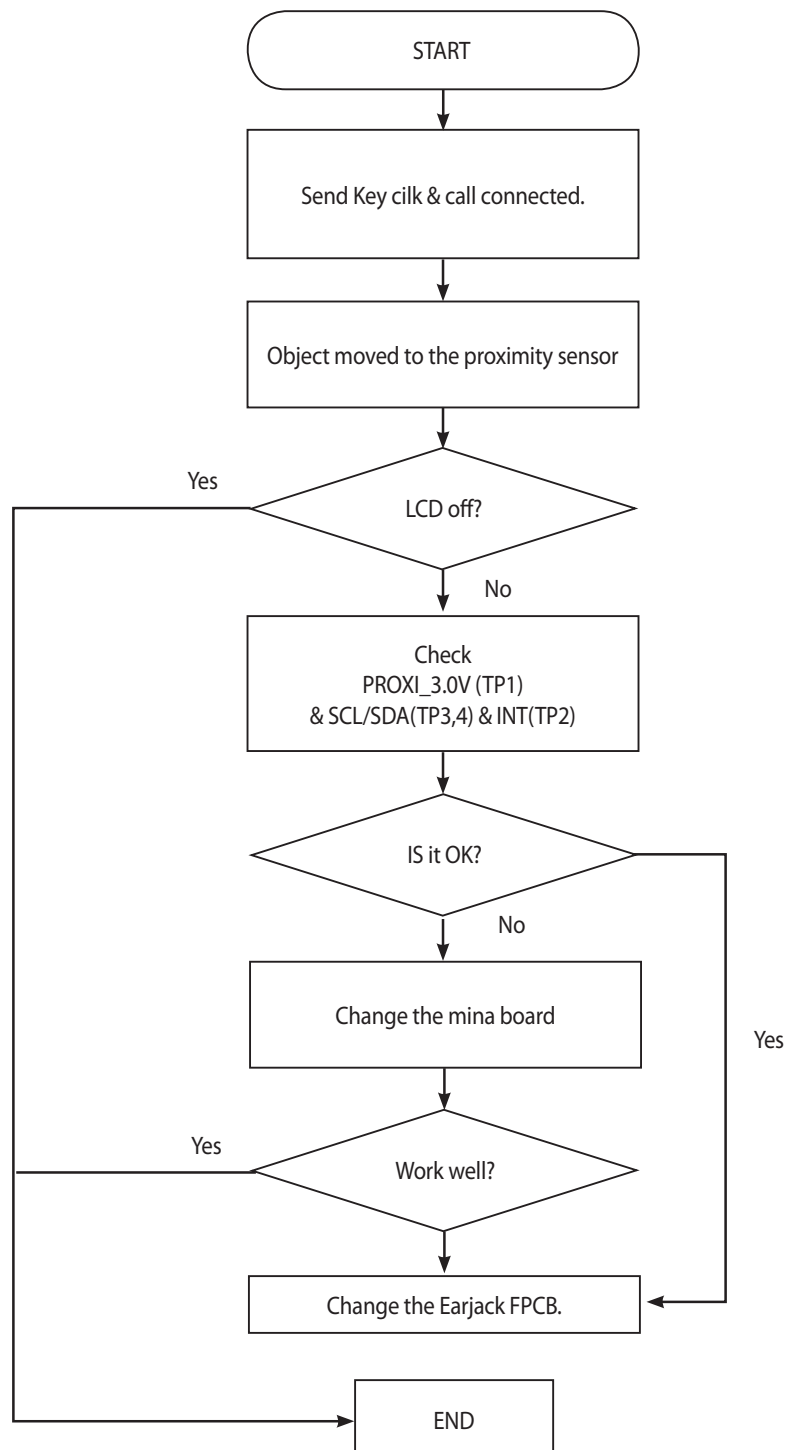 START
Send Key cilk & call connected.
Object moved to the proximity sensor
Yes
LCD off?
No
Check
PROXI_3.0V (TP1)
& SCL/SDA(TP3,4) & INT(TP2)
IS it OK?
No
Change the mina board
Yes
Yes
Work well?
Change the Earjack FPCB.
END